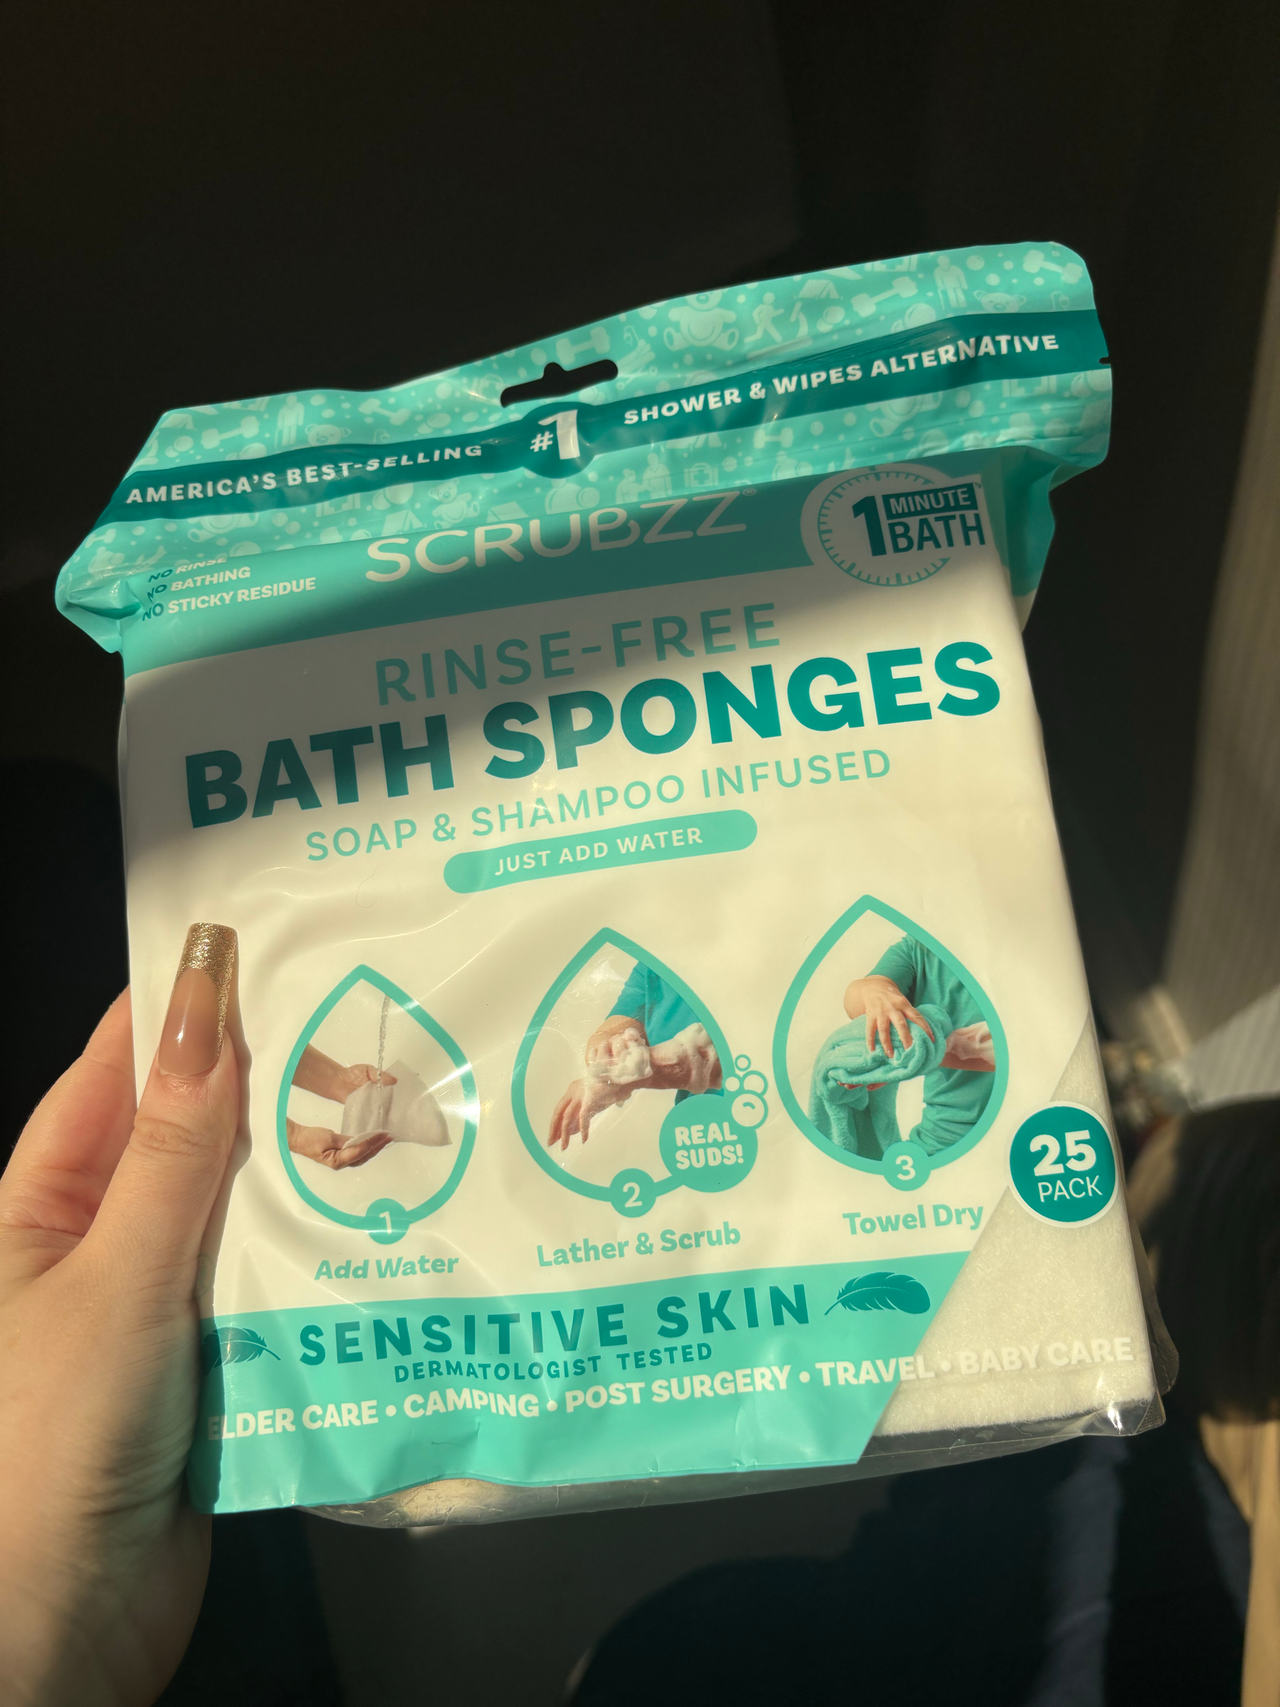 AMERICA'S BEST-SELLING #1 SHOWER & WIPES ALTERNATIVE
NO RINSE
NO BATHING
NO STICKY RESIDUE
SCRUBZZ®
1 MINUTE BATH™
RINSE-FREE
BATH SPONGES
SOAP & SHAMPOO INFUSED
JUST ADD WATER
1
Add Water
2
REAL
SUDS!
Lather & Scrub
3
Towel Dry
25
PACK
SENSITIVE SKIN
DERMATOLOGIST TESTED
ELDER CARE • CAMPING • POST SURGERY • TRAVEL • BABY CARE